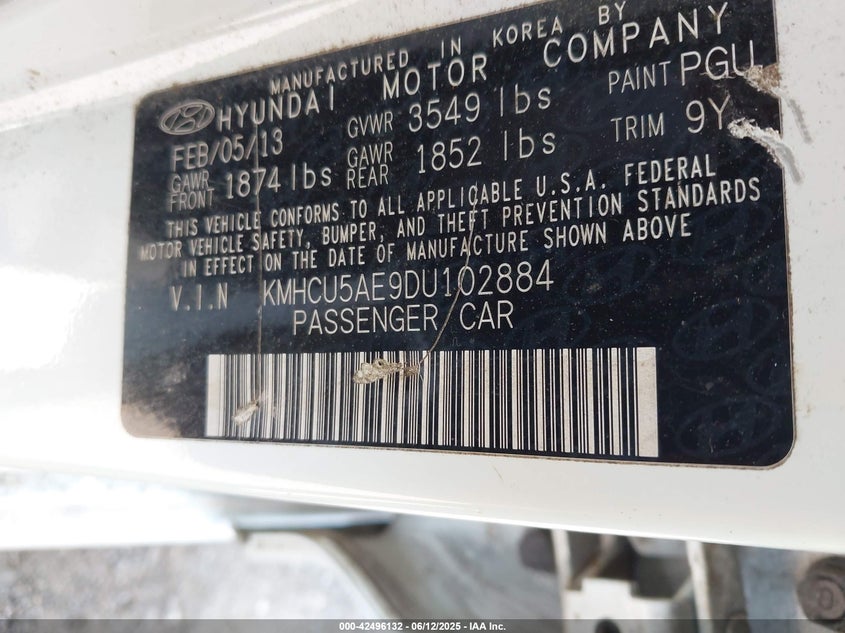 MANUFACTURED IN KOREA BY
HYUNDAI MOTOR COMPANY
FEB/05/13 GVWR 3549 lbs PAINT PGU
GAWR FRONT 1874 lbs GAWR REAR 1852 lbs TRIM 9Y
THIS VEHICLE CONFORMS TO ALL APPLICABLE U.S.A. FEDERAL
MOTOR VEHICLE SAFETY, BUMPER, AND THEFT PREVENTION STANDARDS
IN EFFECT ON THE DATE OF MANUFACTURE SHOWN ABOVE
V.I.N KMHCU5AE9DU102884
PASSENGER CAR
000-42496132 - 06/12/2025 - IAA Inc.